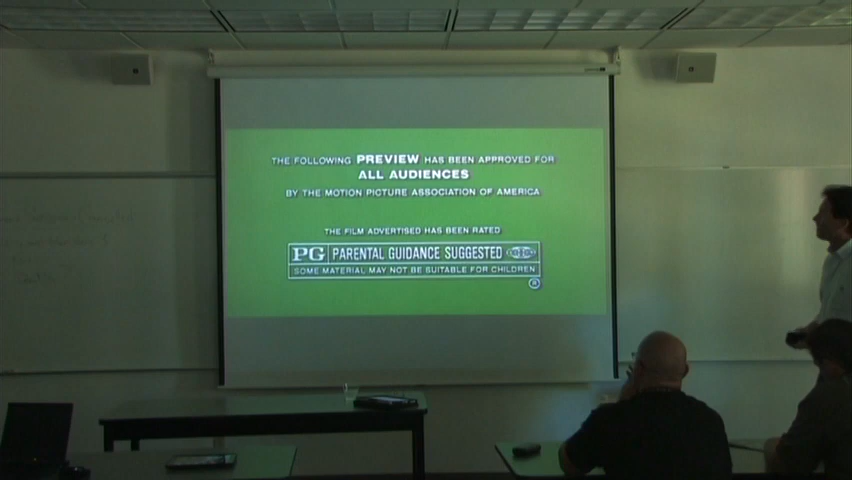 THE FOLLOWING PREVIEW HAS BEEN APPROVED FOR
ALL AUDIENCES
BY THE MOTION PICTURE ASSOCIATION OF AMERICA
THE FILM ADVERTISED HAS BEEN RATED
PG PARENTAL GUIDANCE SUGGESTED
SOME MATERIAL MAY NOT BE SUITABLE FOR CHILDREN
®